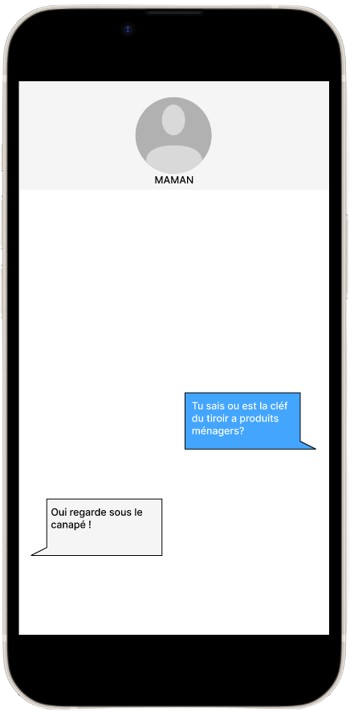 MAMAN
Tu sais ou est la cléf
du tiroir a produits
ménagers?
Oui regarde sous le
canapé !